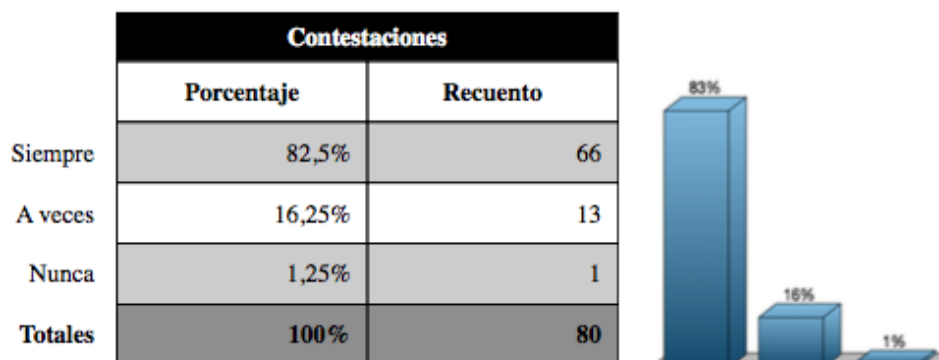 Contestaciones
Porcentaje Recuento
Siempre 82,5% 66
A veces 16,25% 13
Nunca 1,25% 1
Totales 100% 80
83%
16%
1%